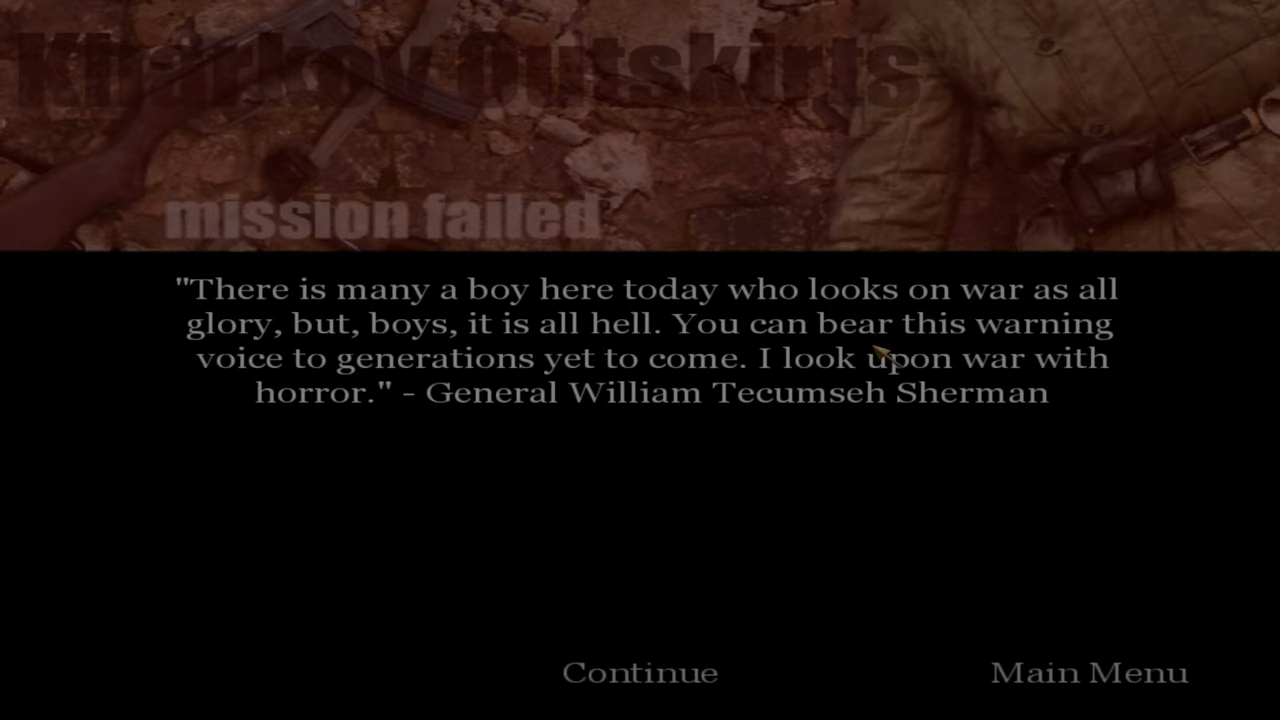 Kharkov Outskirts
mission failed
"There is many a boy here today who looks on war as all
glory, but, boys, it is all hell. You can bear this warning
voice to generations yet to come. I look upon war with
horror." - General William Tecumseh Sherman
Continue
Main Menu